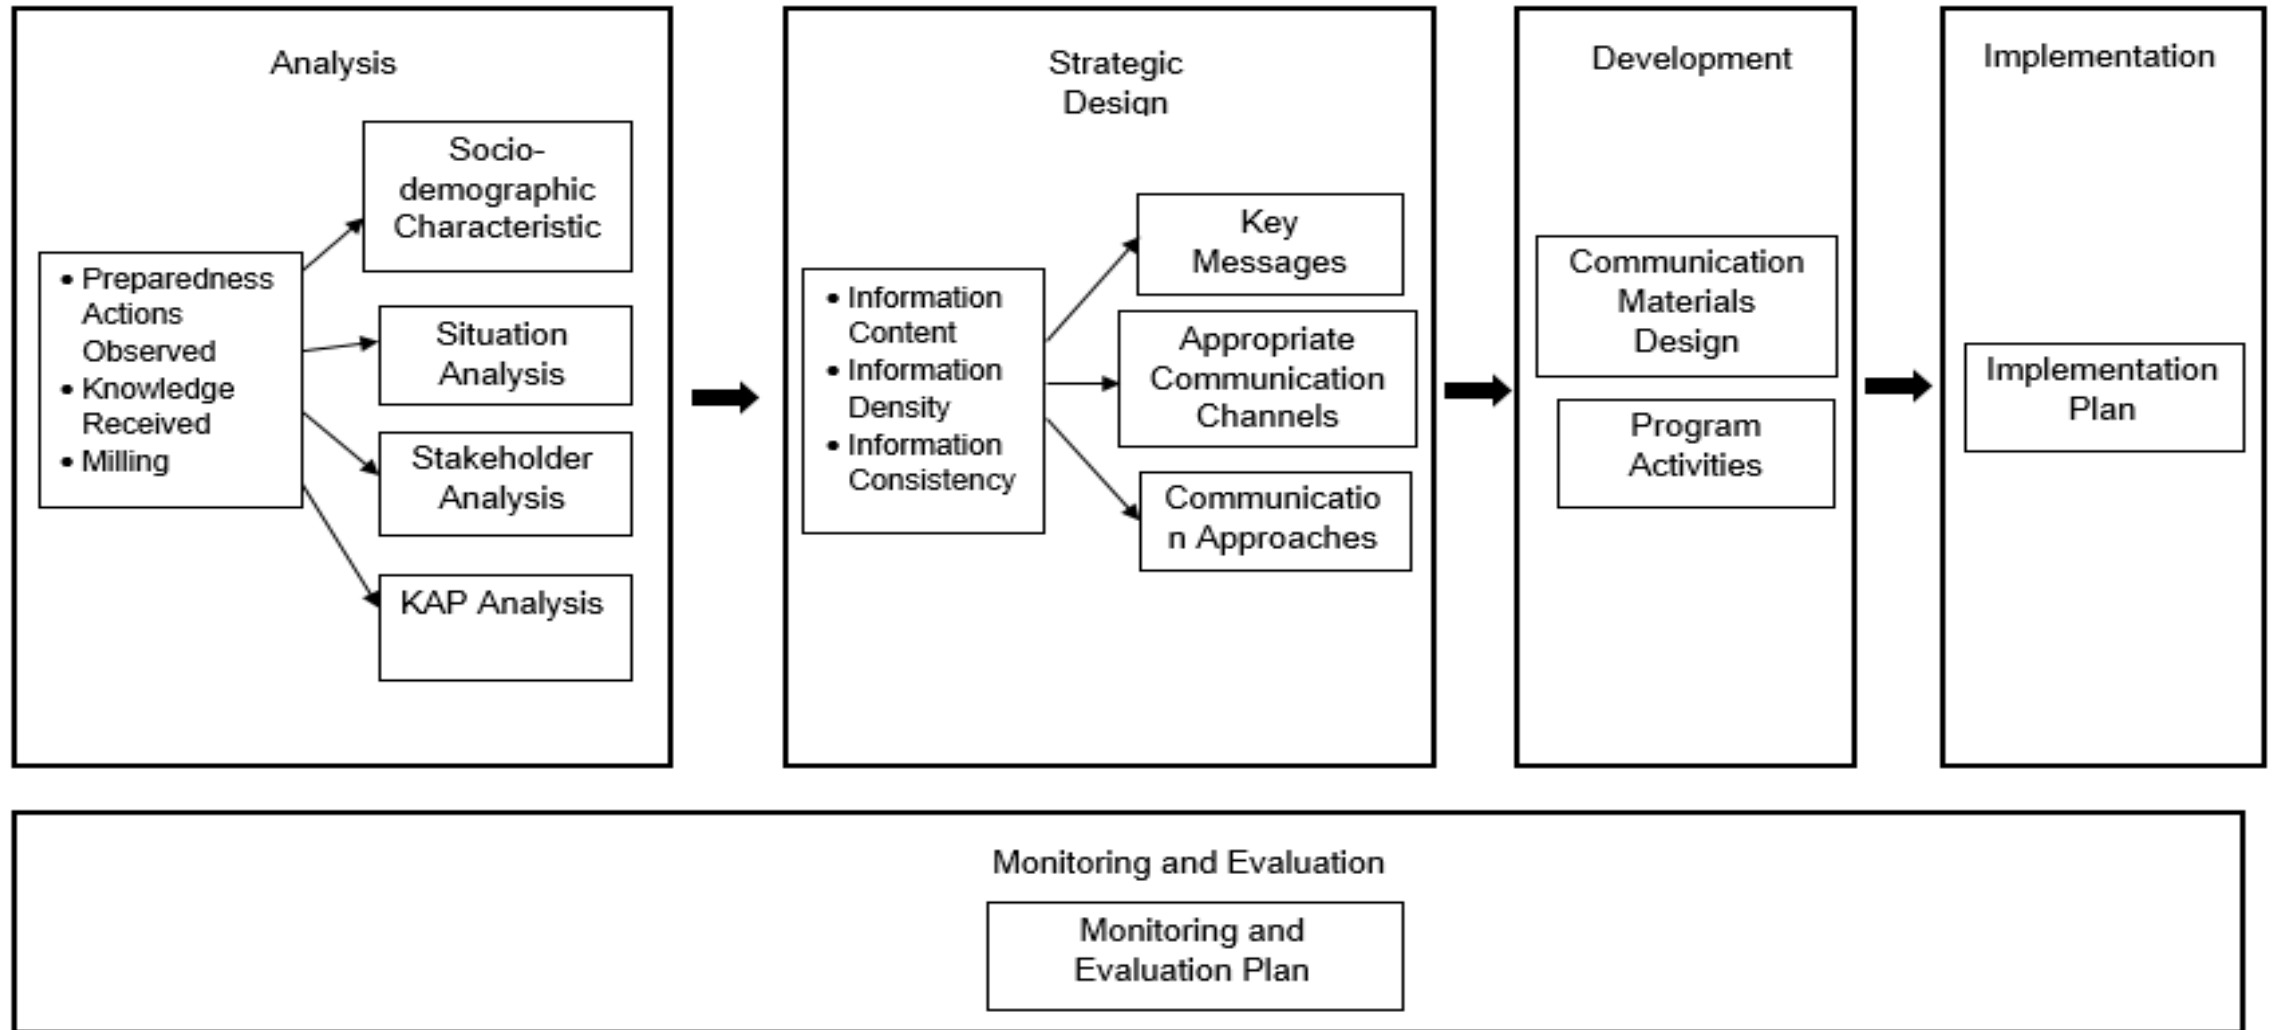 Analysis
Socio-
demographic
Characteristic
• Preparedness
Actions
Observed
• Knowledge
Received
• Milling
Situation
Analysis
Stakeholder
Analysis
KAP Analysis
Strategic
Design
• Information
Content
• Information
Density
• Information
Consistency
Key
Messages
Appropriate
Communication
Channels
Communicatio
n Approaches
Development
Communication
Materials
Design
Program
Activities
Implementation
Implementation
Plan
Monitoring and Evaluation
Monitoring and
Evaluation Plan